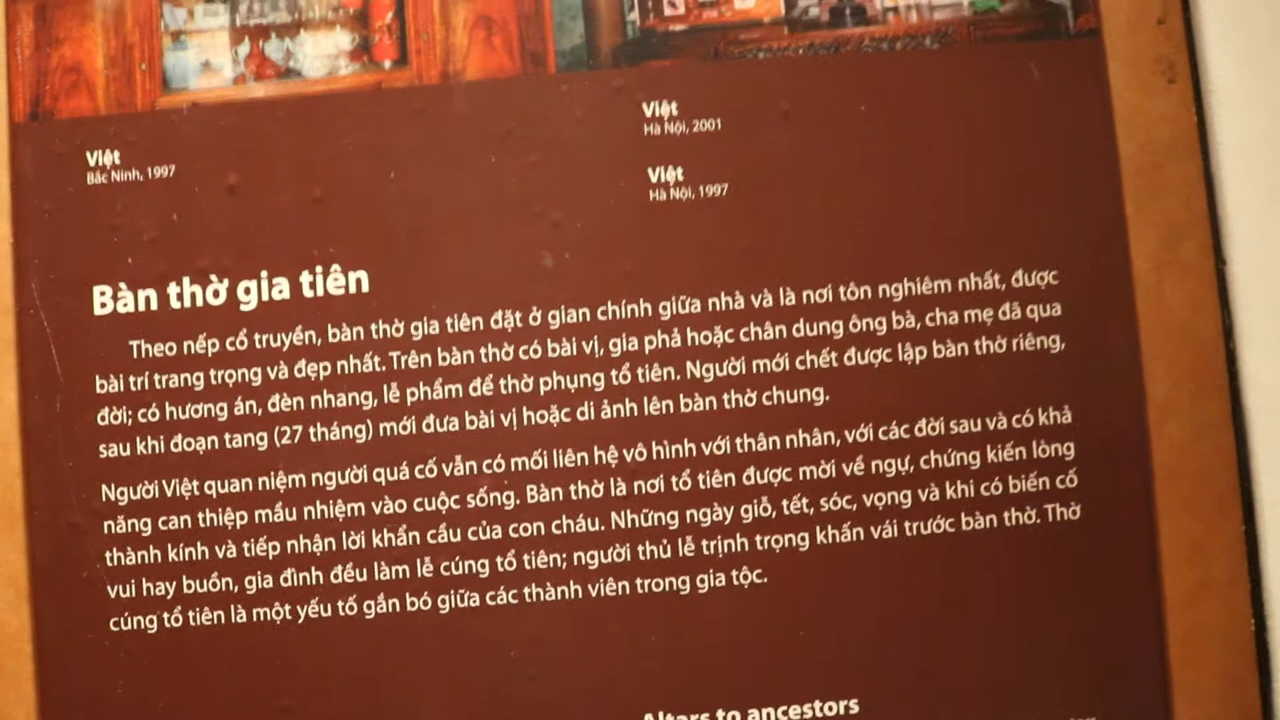 Việt
Bắc Ninh, 1997
Việt
Hà Nội, 2001
Việt
Hà Nội, 1997
Bàn thờ gia tiên
Theo nếp cổ truyền, bàn thờ gia tiên đặt ở gian chính giữa nhà và là nơi tôn nghiêm nhất, được
bài trí trang trọng và đẹp nhất. Trên bàn thờ có bài vị, gia phả hoặc chân dung ông bà, cha mẹ đã qua
đời; có hương án, đèn nhang, lễ phẩm để thờ phụng tổ tiên. Người mới chết được lập bàn thờ riêng,
sau khi đoạn tang (27 tháng) mới đưa bài vị hoặc di ảnh lên bàn thờ chung.
Người Việt quan niệm người quá cố vẫn có mối liên hệ vô hình với thân nhân, với các đời sau và có khả
năng can thiệp mầu nhiệm vào cuộc sống. Bàn thờ là nơi tổ tiên được mời về ngự, chứng kiến lòng
thành kính và tiếp nhận lời khẩn cầu của con cháu. Những ngày giỗ, tết, sóc, vọng và khi có biến cố
vui hay buồn, gia đình đều làm lễ cúng tổ tiên; người thủ lễ trịnh trọng khấn vái trước bàn thờ. Thờ
cúng tổ tiên là một yếu tố gắn bó giữa các thành viên trong gia tộc.
Altars to ancestors